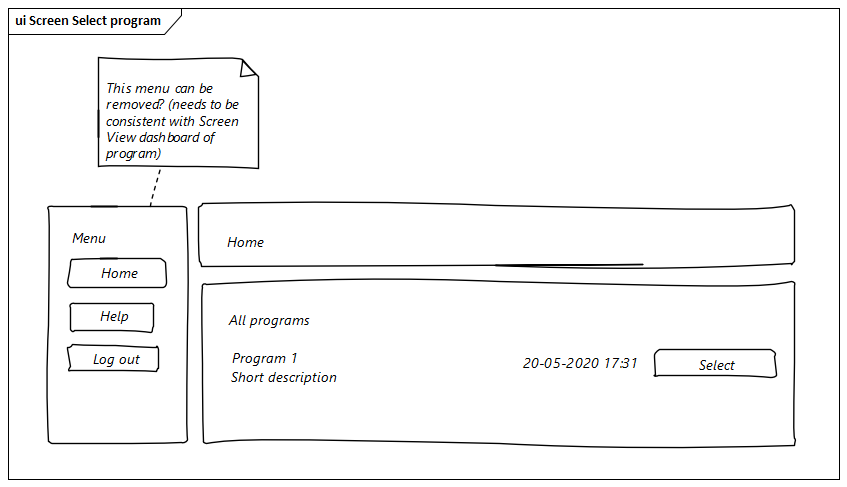 ui Screen Select program
This menu can be
removed? (needs to be
consistent with Screen
View dashboard of
program)
Menu
Home
Help
Log out
Home
All programs
Program 1
Short description
20-05-2020 17:31
Select